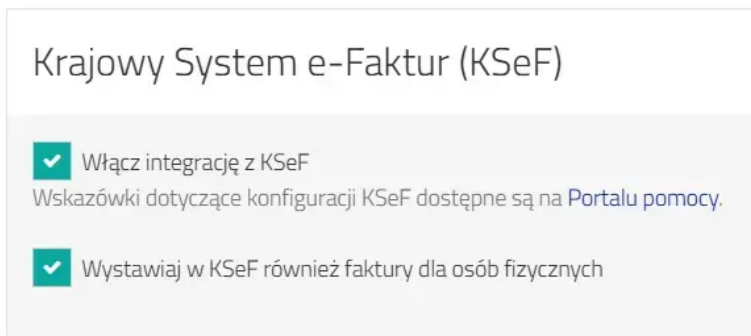 Krajowy System e-Faktur (KSeF)
Włącz integrację z KSeF
Wskazówki dotyczące konfiguracji KSeF dostępne są na Portalu pomocy.
Wystawiaj w KSeF również faktury dla osób fizycznych